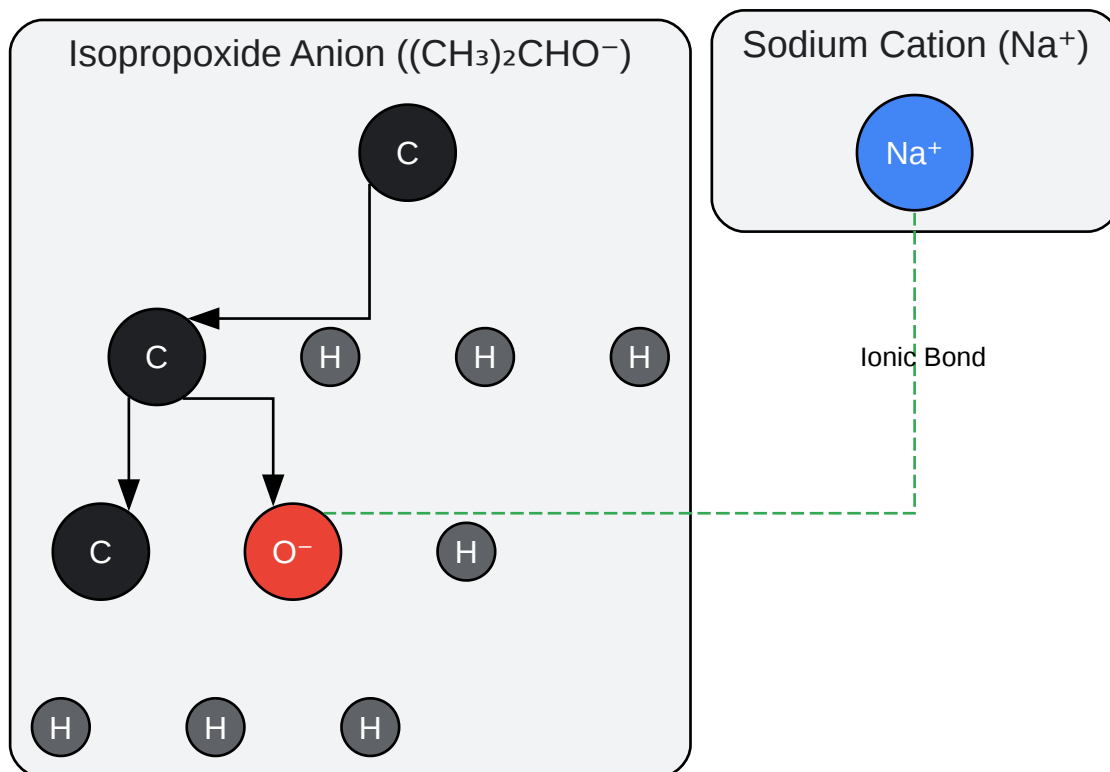 Isopropoxide Anion ((CH₃)₂CHO⁻)
Sodium Cation (Na⁺)
C
Na⁺
C
H
H
H
Ionic Bond
C
O⁻
H
H
H
H